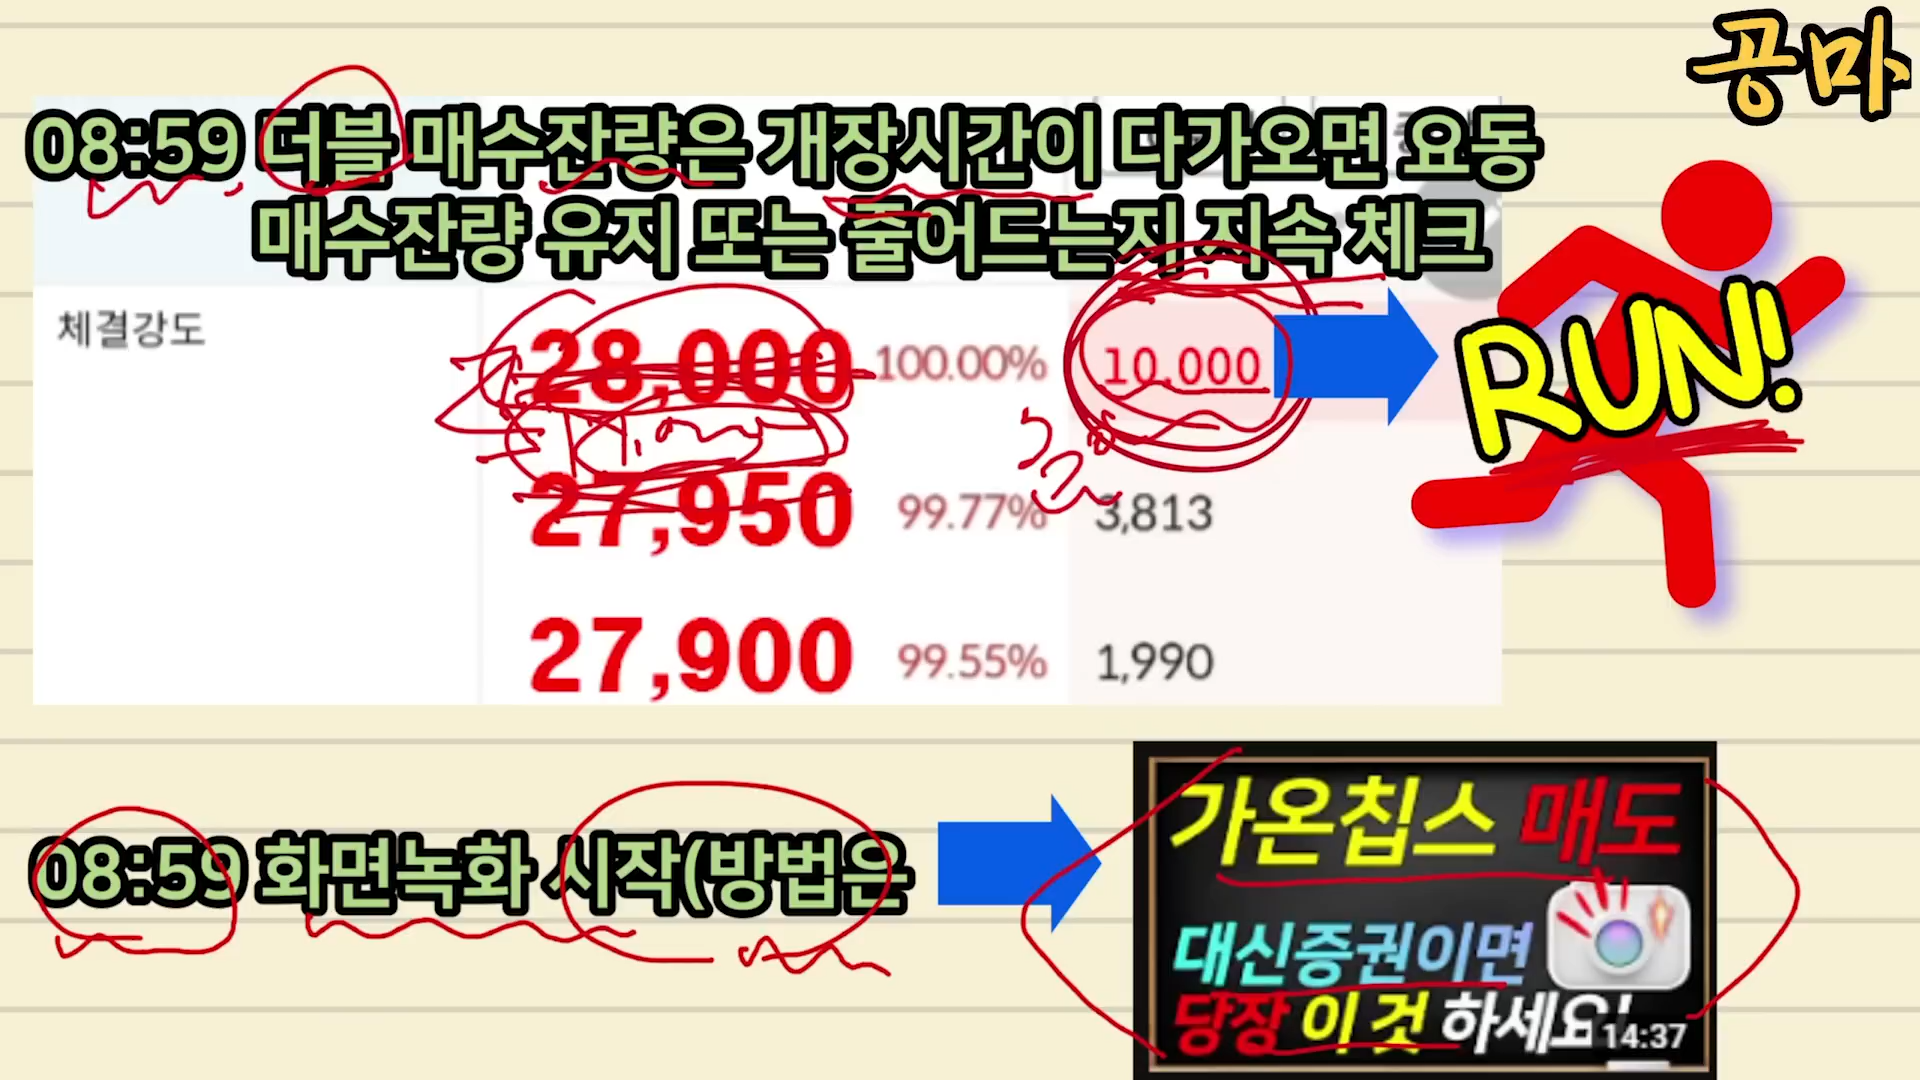 공마
08:59 더블 매수잔량은 개장시간이 다가오면 요동
매수잔량 유지 또는 줄어드는지 지속 체크
체결강도
28,000 100.00% 10,000
RUN!
27,950 99.77% 3,813
27,900 99.55% 1,990
08:59 화면녹화 시작(방법은
가온칩스 매도
대신증권이면
당장 이것 하세요!
14:37